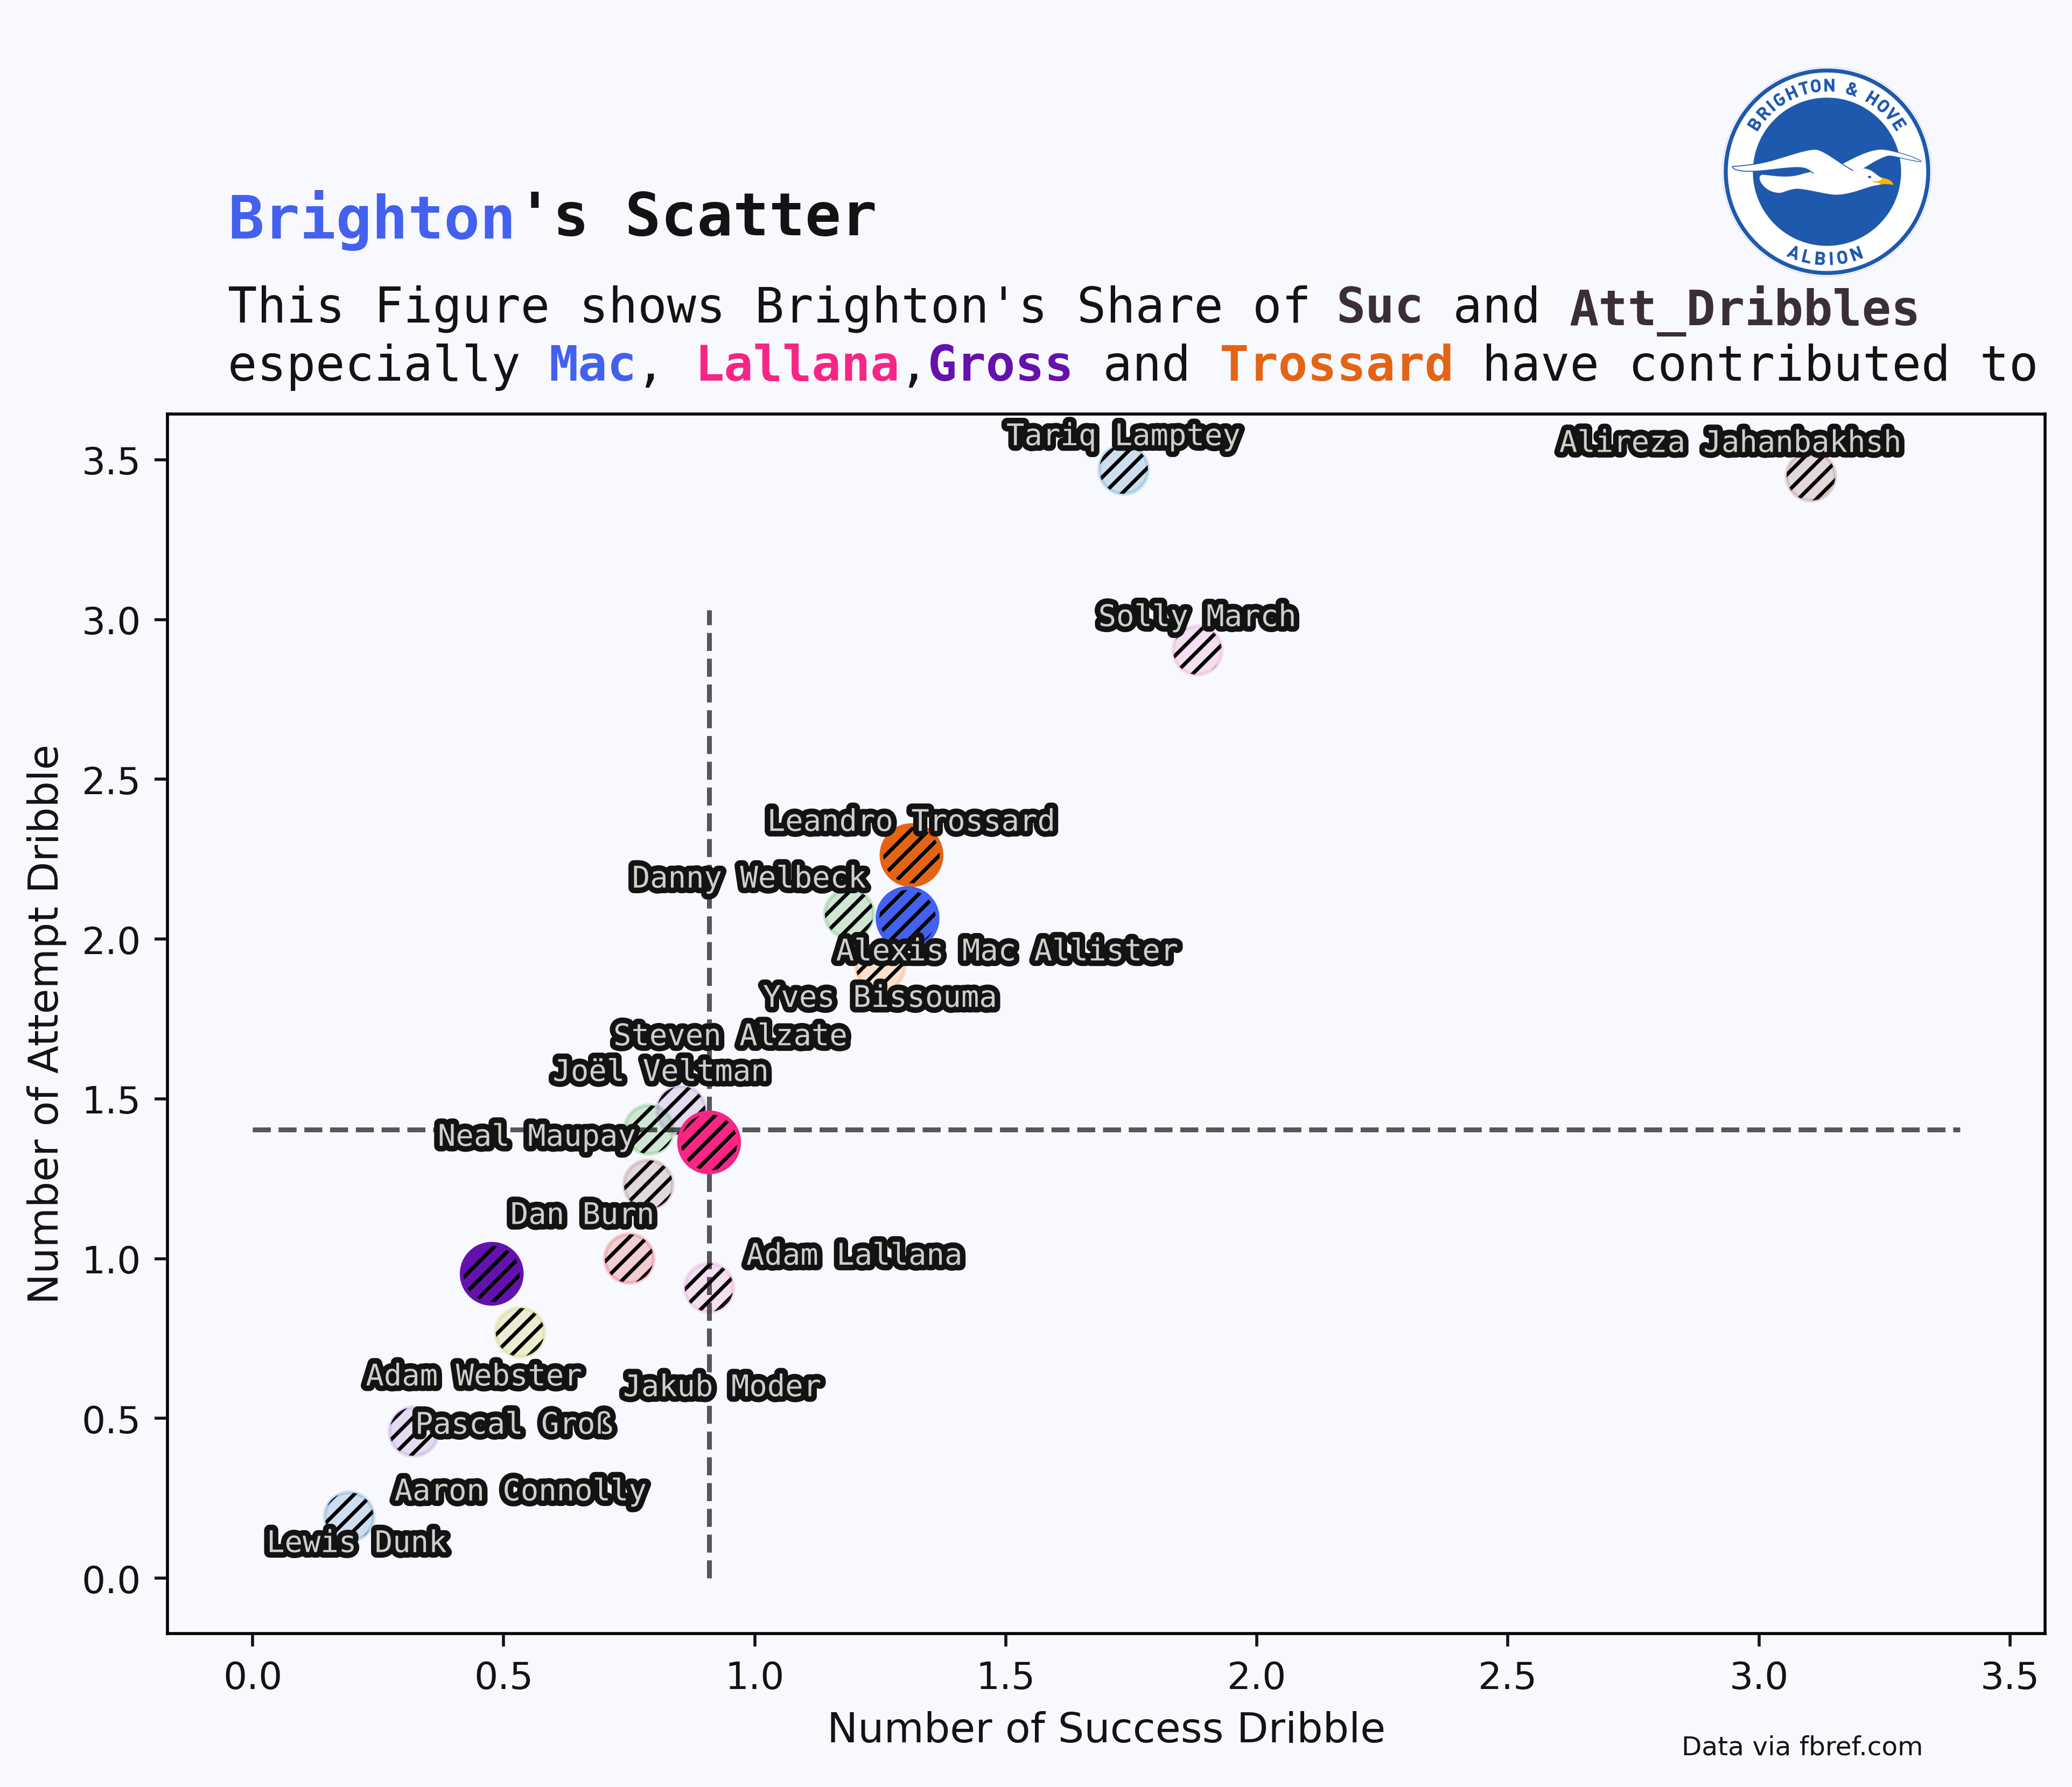 BRIGHTON & HOVE
ALBION
Brighton's Scatter
This Figure shows Brighton's Share of Suc and Att_Dribbles
especially Mac, Lallana,Gross and Trossard have contributed to
Tariq Lamptey
Alireza Jahanbakhsh
Solly March
Leandro Trossard
Danny Welbeck
Alexis Mac Allister
Yves Bissouma
Steven Alzate
Joël Veltman
Neal Maupay
Dan Burn
Adam Lallana
Adam Webster
Jakub Moder
Pascal Groß
Aaron Connolly
Lewis Dunk
Number of Attempt Dribble
3.5
3.0
2.5
2.0
1.5
1.0
0.5
0.0
0.0 0.5 1.0 1.5 2.0 2.5 3.0 3.5
Number of Success Dribble
Data via fbref.com